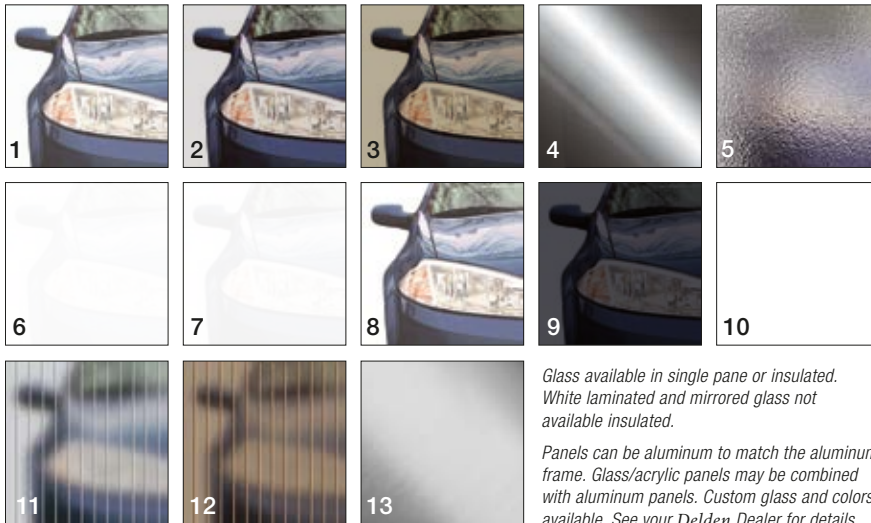 1
2
3
4
5
6
7
8
9
10
11
12
13
Glass available in single pane or insulated.
White laminated and mirrored glass not
available insulated.
Panels can be aluminum to match the aluminum
frame. Glass/acrylic panels may be combined
with aluminum panels. Custom glass and colors
available. See your Delden Dealer for details